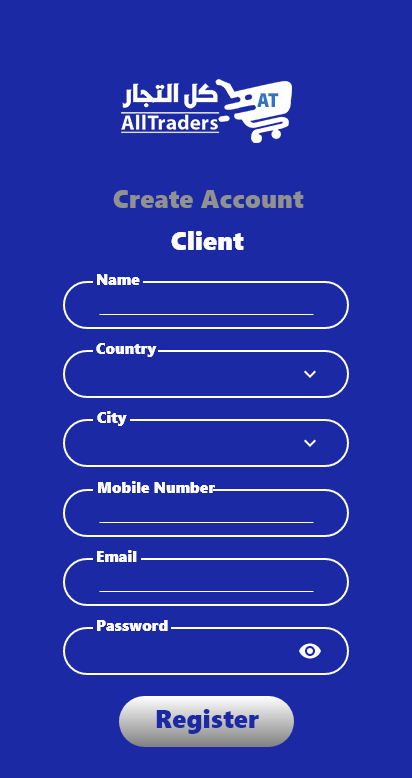 كل التجار
AllTraders
AT
Create Account
Client
Name
Country
City
Mobile Number
Email
Password
Register